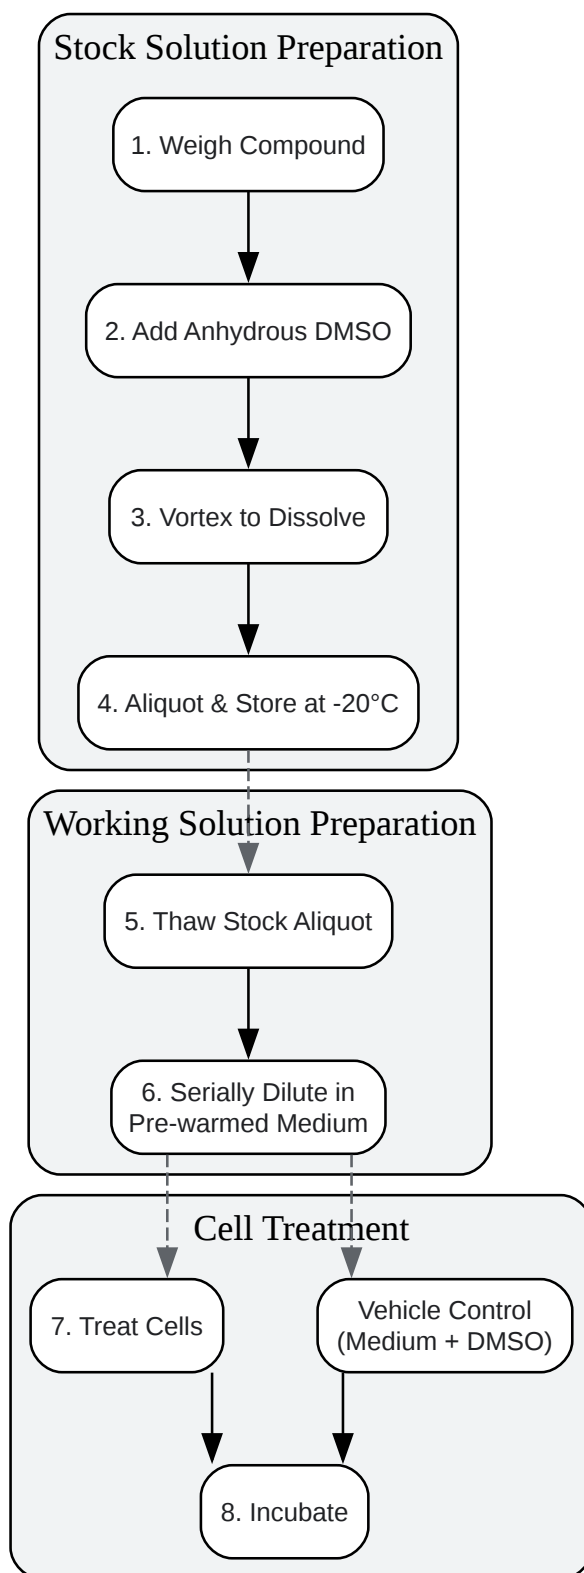 Stock Solution Preparation
1. Weigh Compound
2. Add Anhydrous DMSO
3. Vortex to Dissolve
4. Aliquot & Store at -20°C
Working Solution Preparation
5. Thaw Stock Aliquot
6. Serially Dilute in
Pre-warmed Medium
Cell Treatment
7. Treat Cells
Vehicle Control
(Medium + DMSO)
8. Incubate